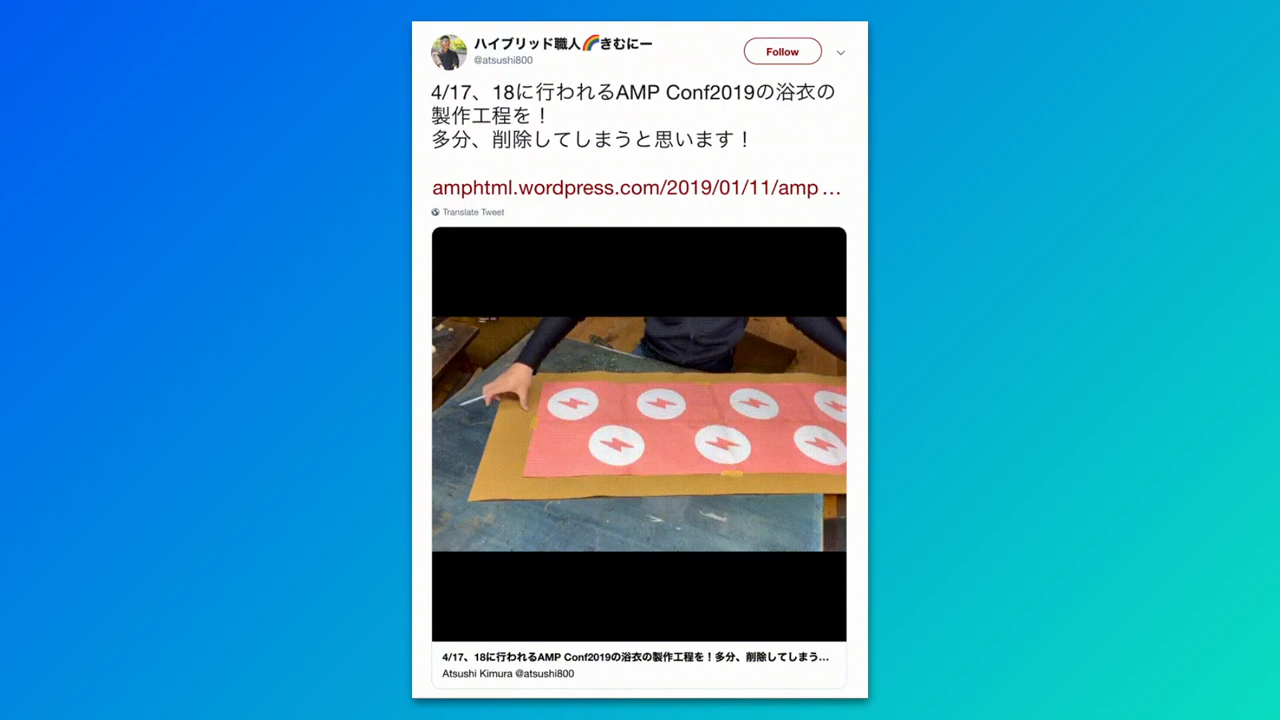 ハイブリッド職人🌈きむにー
@atsushi800
Follow
4/17、18に行われるAMP Conf2019の浴衣の
製作工程を！
多分、削除してしまうと思います！
amphtml.wordpress.com/2019/01/11/amp…
Translate Tweet
4/17、18に行われるAMP Conf2019の浴衣の製作工程を！多分、削除してしまう…
Atsushi Kimura @atsushi800